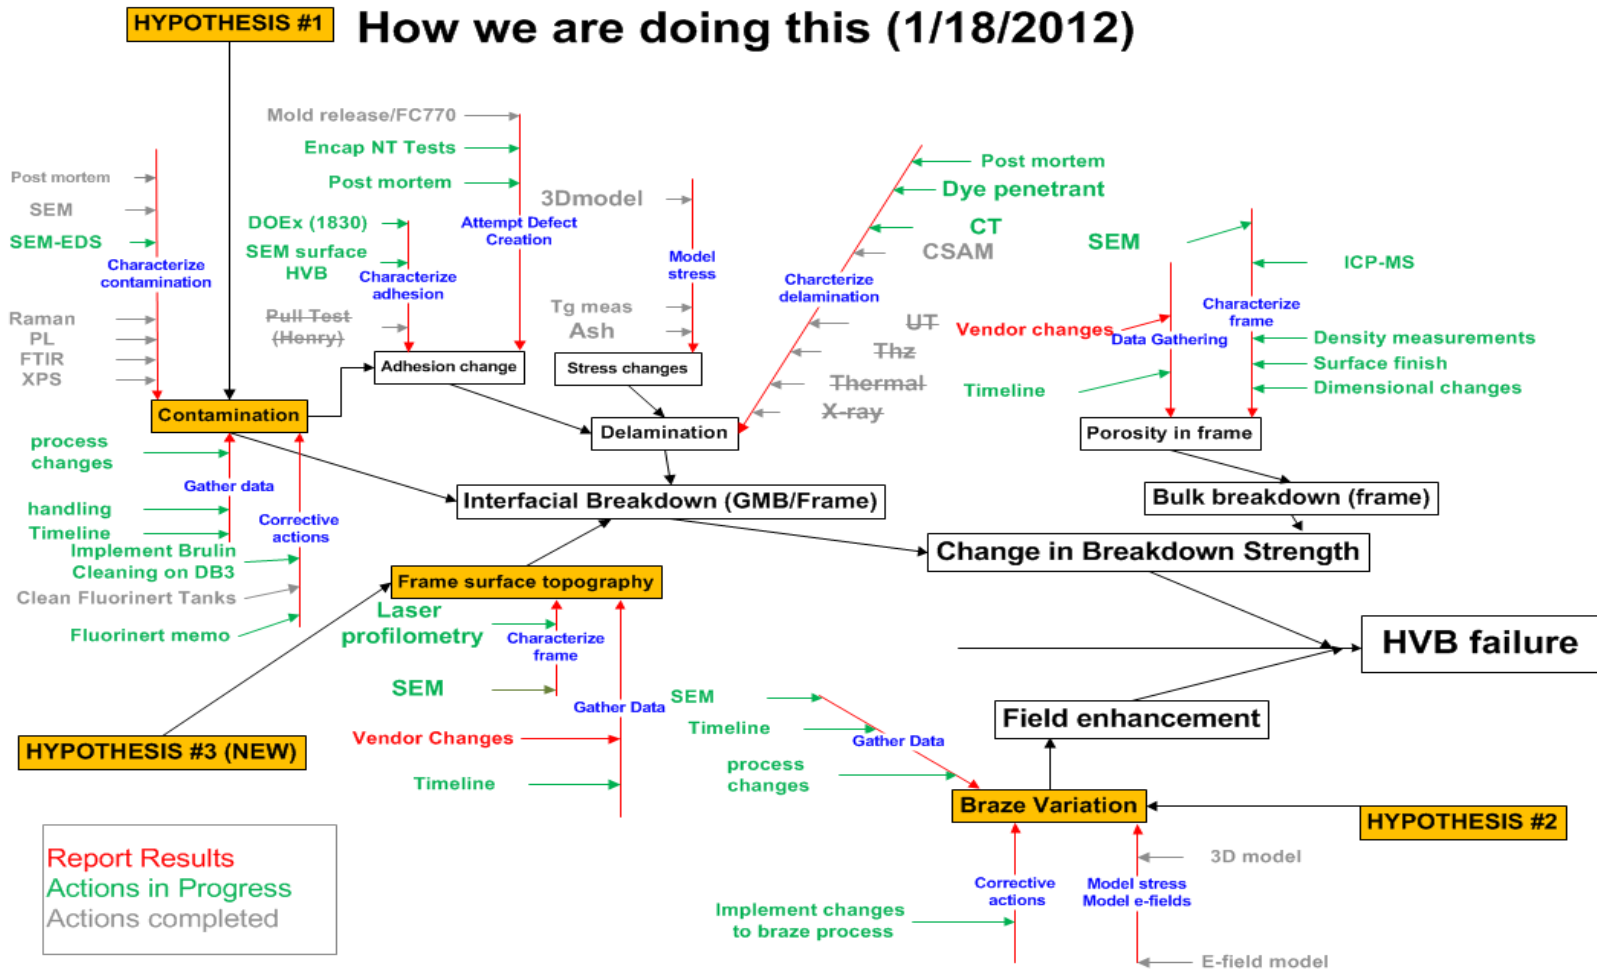 HYPOTHESIS #1
How we are doing this (1/18/2012)
Mold release/FC770
Encap NT Tests
Post mortem
Attempt Defect
Creation
Post mortem
SEM
SEM-EDS
Characterize
contamination
Raman
PL
FTIR
XPS
DOEx (1830)
SEM surface
HVB
Characterize
adhesion
Pull Test
(Henry)
Adhesion change
3Dmodel
Model
stress
Tg meas
Ash
Stress changes
Post mortem
Dye penetrant
CT
CSAM
Charcterize
delamination
UT
Thz
Thermal
X-ray
SEM
ICP-MS
Characterize
frame
Vendor changes
Data Gathering
Density measurements
Surface finish
Timeline
Dimensional changes
Contamination
Delamination
Porosity in frame
process
changes
Gather data
handling
Timeline
Corrective
actions
Implement Brulin
Cleaning on DB3
Clean Fluorinert Tanks
Fluorinert memo
Interfacial Breakdown (GMB/Frame)
Bulk breakdown (frame)
Change in Breakdown Strength
Frame surface topography
Laser
profilometry
Characterize
frame
SEM
Gather Data
Vendor Changes
Timeline
HVB failure
HYPOTHESIS #3 (NEW)
SEM
Timeline
Gather Data
process
changes
Field enhancement
Braze Variation
HYPOTHESIS #2
3D model
Corrective
actions
Model stress
Model e-fields
Implement changes
to braze process
E-field model
Report Results
Actions in Progress
Actions completed